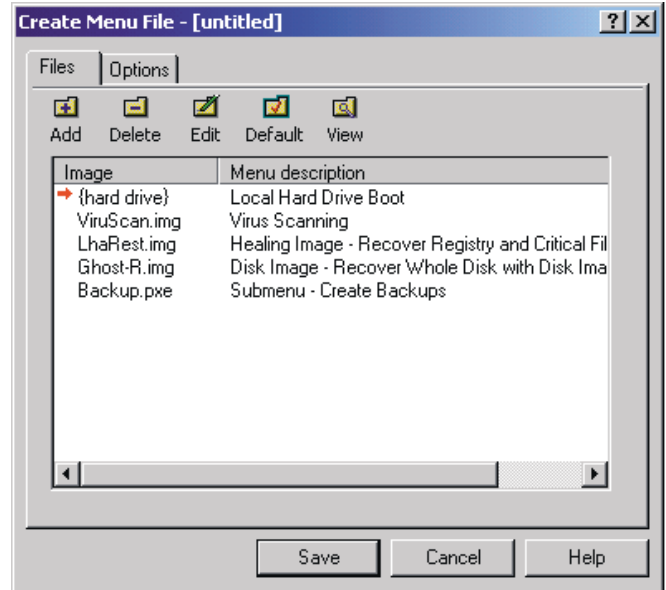 Create Menu File - [untitled]
Files Options
Add Delete Edit Default View
Image Menu description
{hard drive} Local Hard Drive Boot
ViruScan.img Virus Scanning
LhaRest.img Healing Image - Recover Registry and Critical Fil
Ghost-R.img Disk Image - Recover Whole Disk with Disk Ima
Backup.pxe Submenu - Create Backups
Save Cancel Help